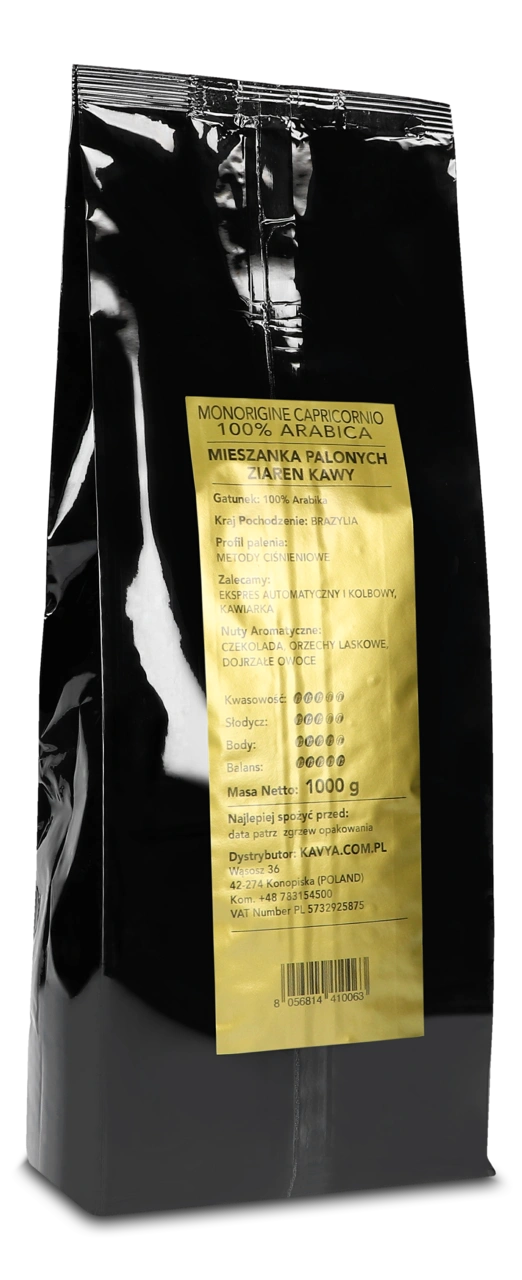 MONORIGINE CAPRICORNIO
100% ARABICA
MIESZANKA PALONYCH
ZIAREN KAWY
Gatunek: 100% Arabika
Kraj Pochodzenie: BRAZYLIA
Profil palenia:
METODY CIŚNIENIOWE
Zalecamy:
EKSPRES AUTOMATYCZNY I KOLBOWY,
KAWIARKA
Nuty Aromatyczne:
CZEKOLADA, ORZECHY LASKOWE,
DOJRZAŁE OWOCE
Kwasowość:
Słodycz:
Body:
Balans:
Masa Netto: 1000 g
Najlepiej spożyć przed:
data patrz zgrzew opakowania
Dystrybutor: KAVYA.COM.PL
Wąsosz 36
42-274 Konopiska (POLAND)
Kom. +48 783154500
VAT Number PL 5732925875
8 056814 410063